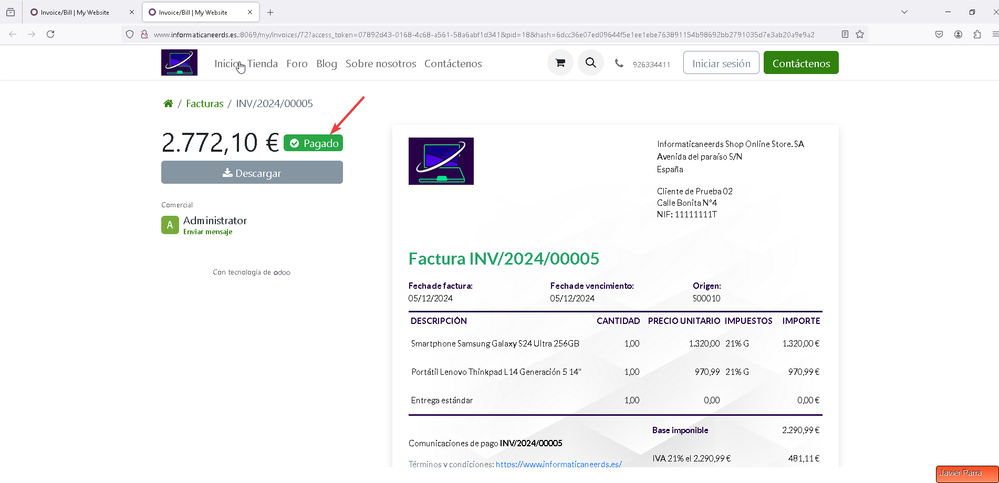 Invoice/Bill | My Website
Invoice/Bill | My Website
www.informaticaneerds.es.:8069/my/invoices/72?access_token=07892d43-0168-4c68-a561-58a6abf1d341&pid=18&hash=6dcc36e07ed09644f5e1ee1ebe763891154b98692bb2791035d7e3ab20a9e9a2
Inicio Tienda Foro Blog Sobre nosotros Contáctenos 926334411 Iniciar sesión Contáctenos
/ Facturas / INV/2024/00005
2.772,10 € Pagado
Descargar
Comercial
A Administrator
Enviar mensaje
Con tecnología de odoo
Informaticaneerds Shop Online Store. SA
Avenida del paraíso S/N
España
Cliente de Prueba 02
Calle Bonita Nº4
NIF: 11111111T
Factura INV/2024/00005
Fecha de factura: Fecha de vencimiento: Origen:
05/12/2024 05/12/2024 S00010
DESCRIPCIÓN CANTIDAD PRECIO UNITARIO IMPUESTOS IMPORTE
Smartphone Samsung Galaxy S24 Ultra 256GB 1,00 1.320,00 21% G 1.320,00 €
Portátil Lenovo Thinkpad L14 Generación 5 14" 1,00 970,99 21% G 970,99 €
Entrega estándar 1,00 0,00 0,00 €
Base imponible 2.290,99 €
Comunicaciones de pago INV/2024/00005
IVA 21% el 2.290,99 € 481,11 €
Términos y condiciones: https://www.informaticaneerds.es/
Javier Parra